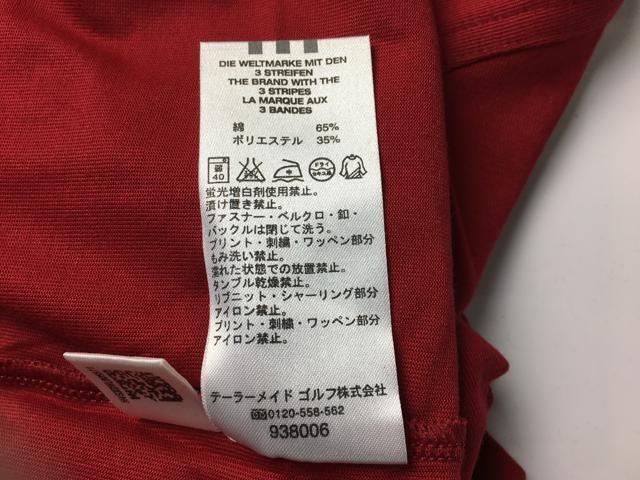 DIE WELTMARKE MIT DEN
3 STREIFEN
THE BRAND WITH THE
3 STRIPES
LA MARQUE AUX
3 BANDES
綿 65%
ポリエステル 35%
弱
40
ドライ
蛍光増白剤使用禁止。
漬け置き禁止。
ファスナー・ベルクロ・釦・
バックルは閉じて洗う。
プリント・刺繍・ワッペン部分
もみ洗い禁止。
濡れた状態での放置禁止。
タンブル乾燥禁止。
リブニット・シャーリング部分
アイロン禁止。
プリント・刺繍・ワッペン部分
アイロン禁止。
テーラーメイド ゴルフ株式会社
0120-558-562
938006